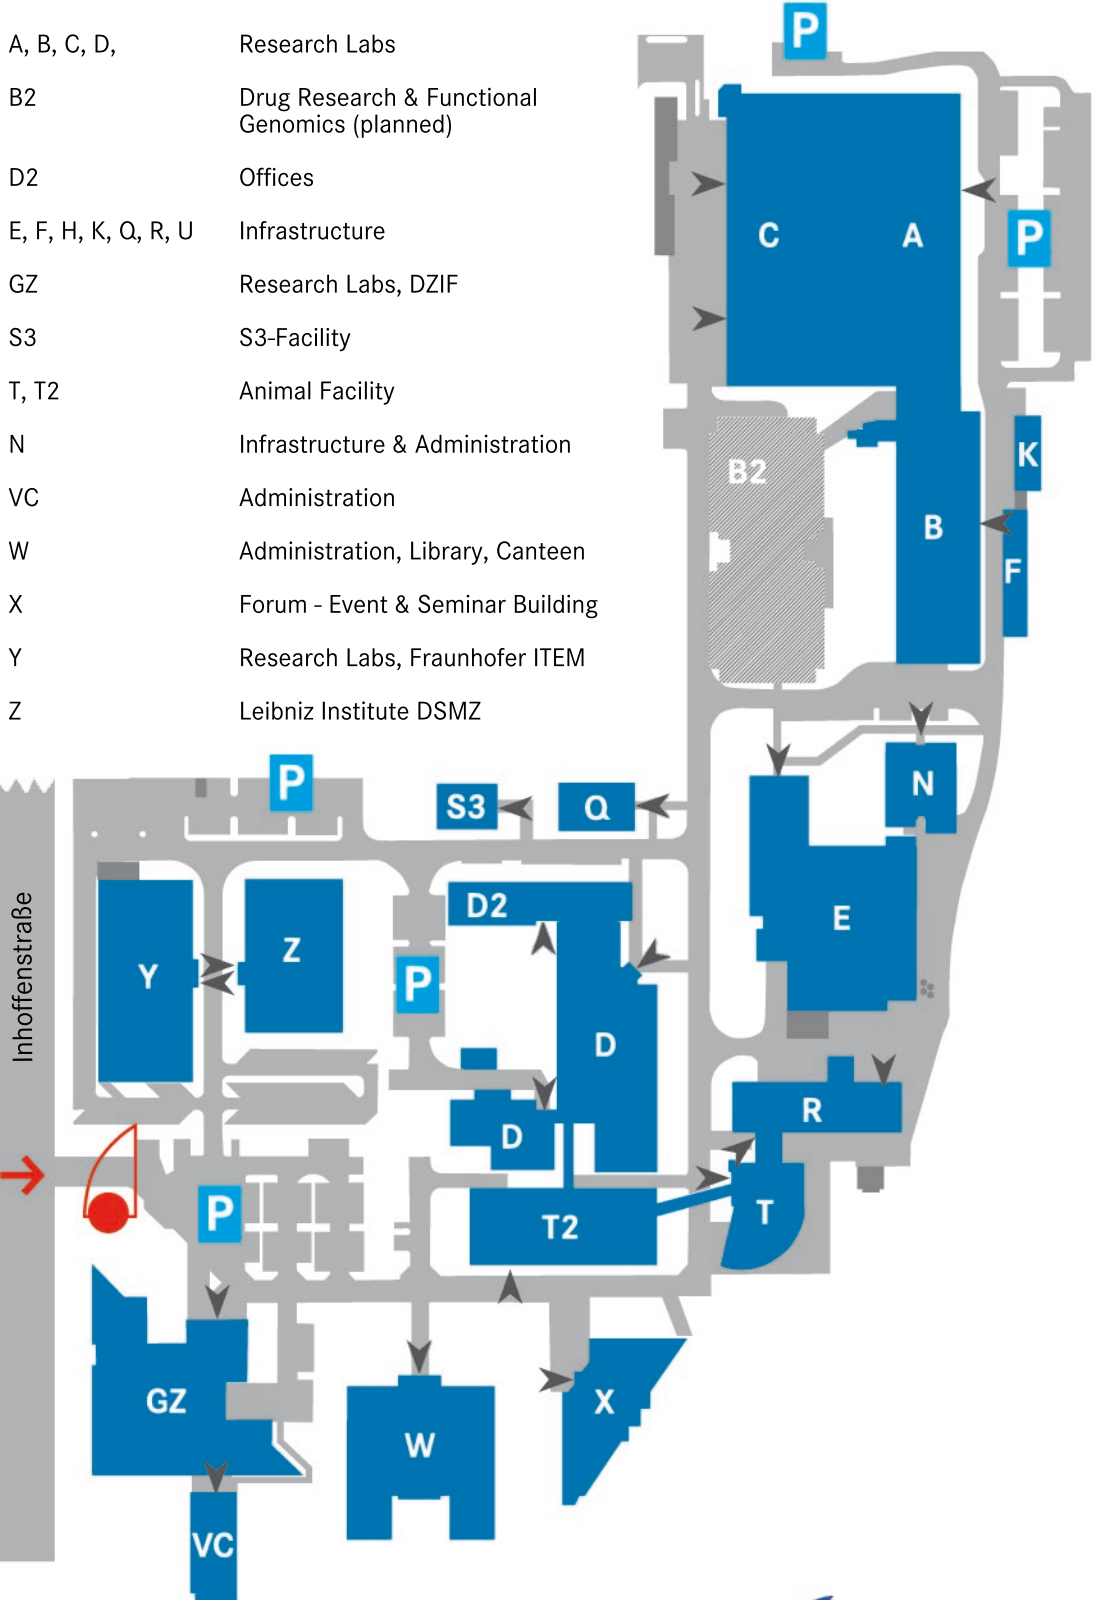 A, B, C, D, Research Labs
B2 Drug Research & Functional
Genomics (planned)
D2 Offices
E, F, H, K, Q, R, U Infrastructure
GZ Research Labs, DZIF
S3 S3-Facility
T, T2 Animal Facility
N Infrastructure & Administration
VC Administration
W Administration, Library, Canteen
X Forum - Event & Seminar Building
Y Research Labs, Fraunhofer ITEM
Z Leibniz Institute DSMZ
P
C A
P
B2
K
B
F
P
S3
Q
N
D2
E
Inhoffenstraße
Y
Z
P
D
R
D
P
T2
T
GZ
W
X
VC